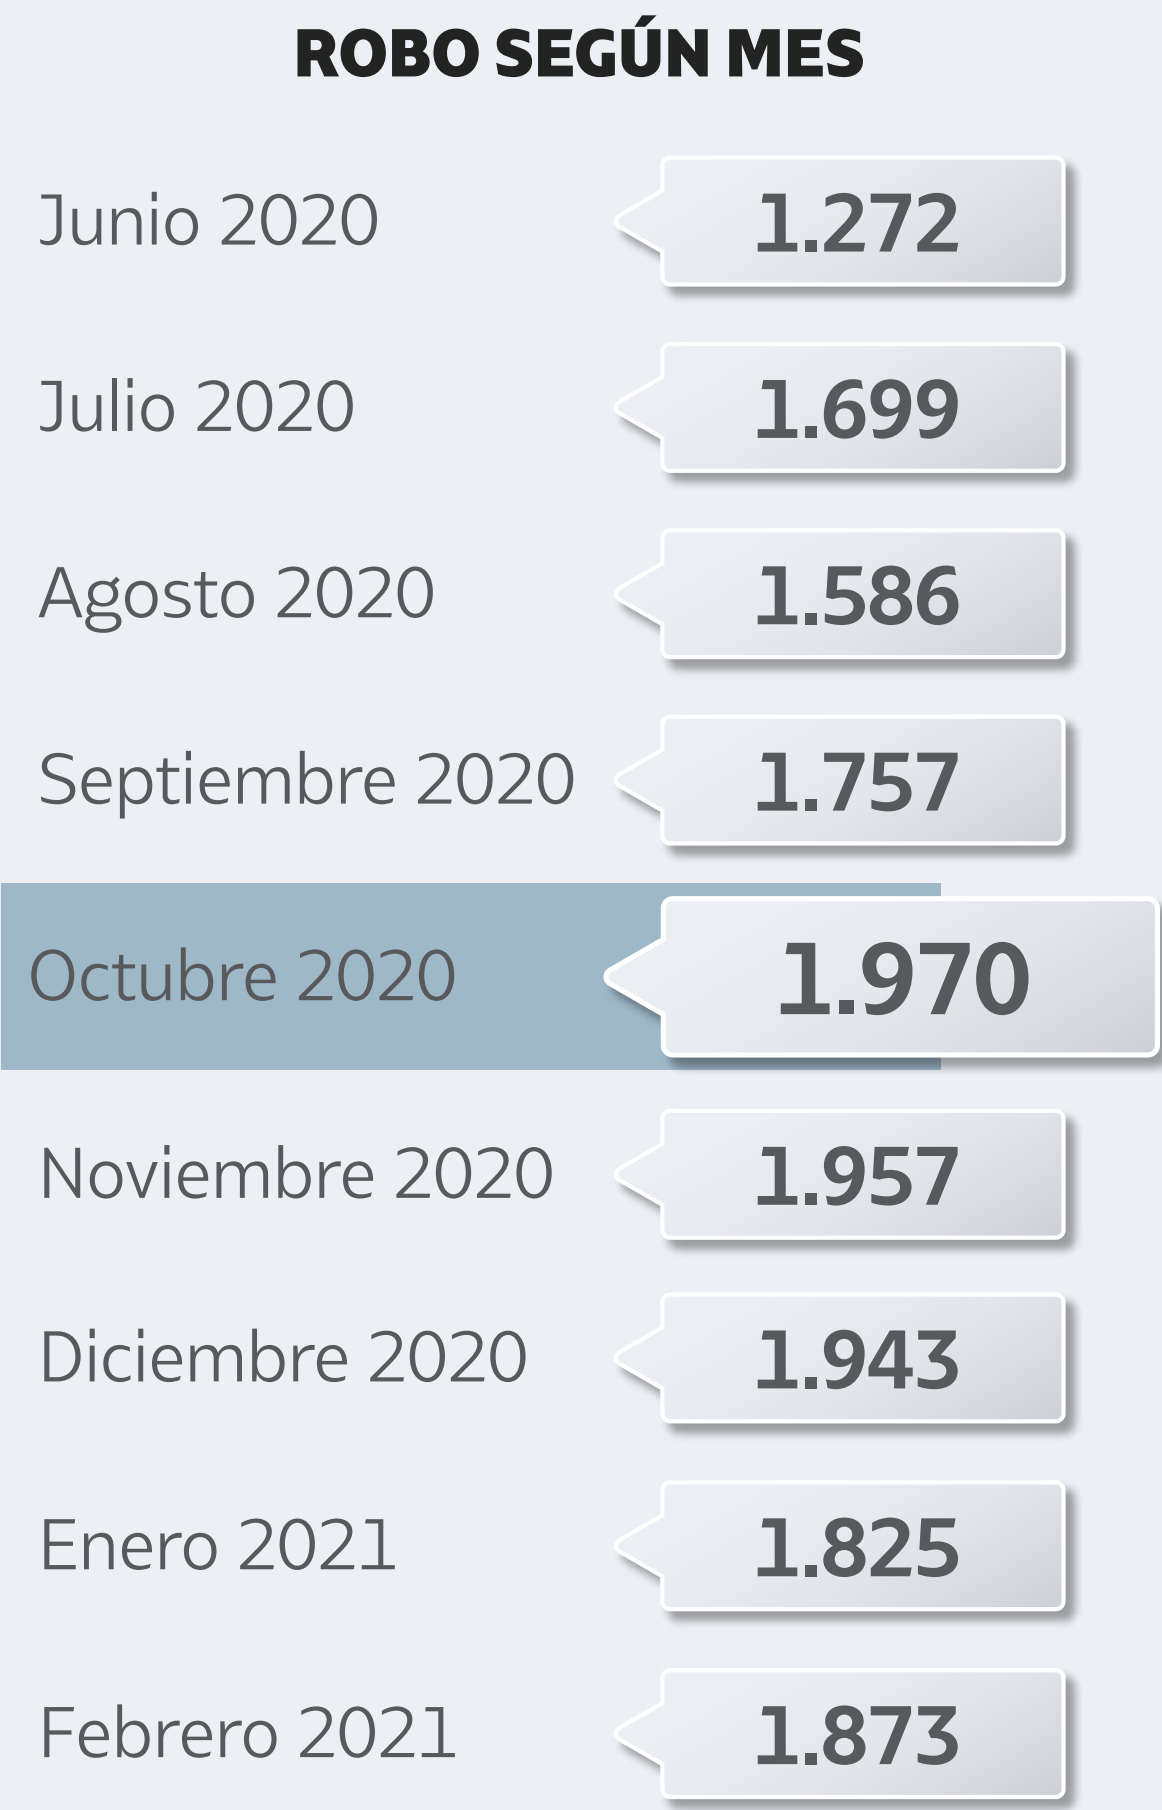 ROBO SEGÚN MES
Junio 2020 1.272
Julio 2020 1.699
Agosto 2020 1.586
Septiembre 2020 1.757
Octubre 2020 1.970
Noviembre 2020 1.957
Diciembre 2020 1.943
Enero 2021 1.825
Febrero 2021 1.873